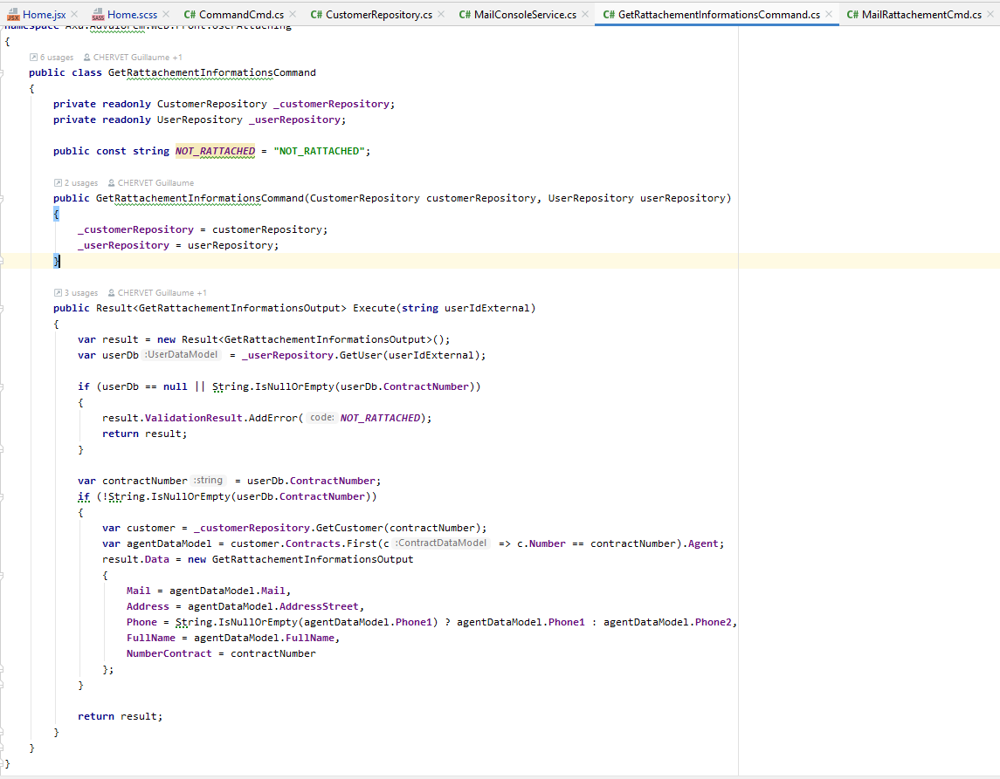 Home.jsx Home.scss C# CommandCmd.cs C# CustomerRepository.cs C# MailConsoleService.cs C# GetRattachementInformationsCommand.cs C# MailRattachementCmd.cs
namespace Axa.AdValorem.Web.Front.UserAttaching
{
6 usages CHERVET Guillaume +1
public class GetRattachementInformationsCommand
{
private readonly CustomerRepository _customerRepository;
private readonly UserRepository _userRepository;
public const string NOT_RATTACHED = "NOT_RATTACHED";
2 usages CHERVET Guillaume
public GetRattachementInformationsCommand(CustomerRepository customerRepository, UserRepository userRepository)
{
_customerRepository = customerRepository;
_userRepository = userRepository;
}
3 usages CHERVET Guillaume +1
public Result<GetRattachementInformationsOutput> Execute(string userIdExternal)
{
var result = new Result<GetRattachementInformationsOutput>();
var userDb :UserDataModel = _userRepository.GetUser(userIdExternal);
if (userDb == null || String.IsNullOrEmpty(userDb.ContractNumber))
{
result.ValidationResult.AddError( code: NOT_RATTACHED);
return result;
}
var contractNumber :string = userDb.ContractNumber;
if (!String.IsNullOrEmpty(userDb.ContractNumber))
{
var customer = _customerRepository.GetCustomer(contractNumber);
var agentDataModel = customer.Contracts.First(c :ContractDataModel => c.Number == contractNumber).Agent;
result.Data = new GetRattachementInformationsOutput
{
Mail = agentDataModel.Mail,
Address = agentDataModel.AddressStreet,
Phone = String.IsNullOrEmpty(agentDataModel.Phone1) ? agentDataModel.Phone1 : agentDataModel.Phone2,
FullName = agentDataModel.FullName,
NumberContract = contractNumber
};
}
return result;
}
}
}